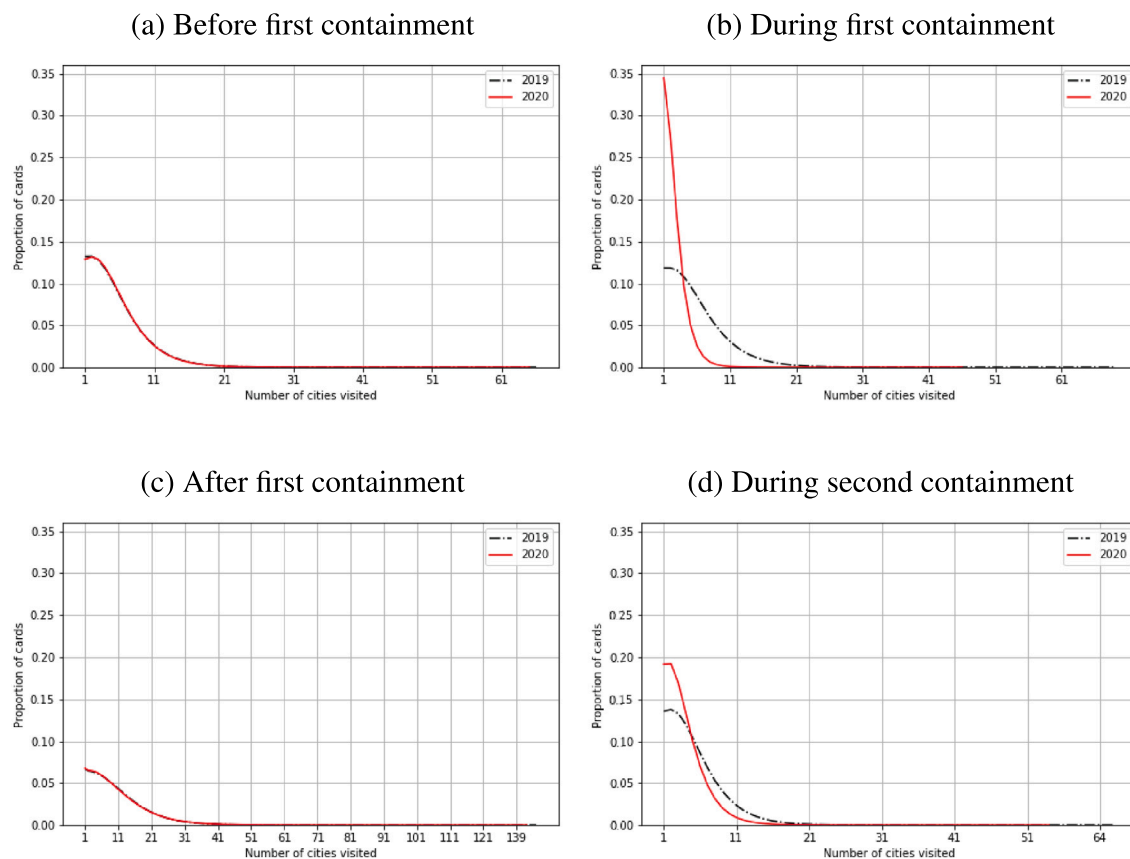 (a) Before first containment
0.35
0.30
0.25
0.20
0.15
0.10
0.05
0.00
Proportion of cards
2019
2020
1 11 21 31 41 51 61
Number of cities visited
(b) During first containment
0.35
0.30
0.25
0.20
0.15
0.10
0.05
0.00
Proportion of cards
2019
2020
1 11 21 31 41 51 61
Number of cities visited
(c) After first containment
0.35
0.30
0.25
0.20
0.15
0.10
0.05
0.00
Proportion of cards
2019
2020
1 11 21 31 41 51 61 71 81 91 101 111 121 139
Number of cities visited
(d) During second containment
0.35
0.30
0.25
0.20
0.15
0.10
0.05
0.00
Proportion of cards
2019
2020
1 11 21 31 41 51 64
Number of cities visited